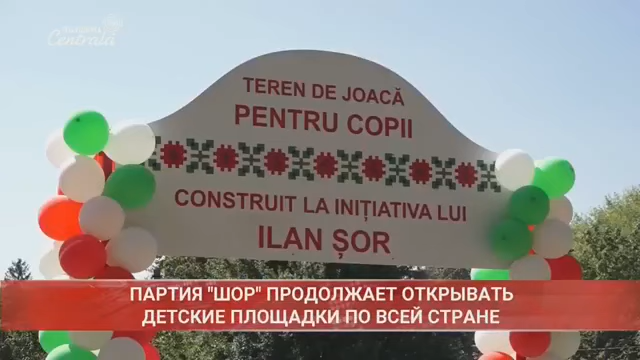 Centrală
TEREN DE JOACĂ
PENTRU COPII
CONSTRUIT LA INIȚIATIVA LUI
ILAN ȘOR
ПАРТИЯ "ШОР" ПРОДОЛЖАЕТ ОТКРЫВАТЬ
ДЕТСКИЕ ПЛОЩАДКИ ПО ВСЕЙ СТРАНЕ